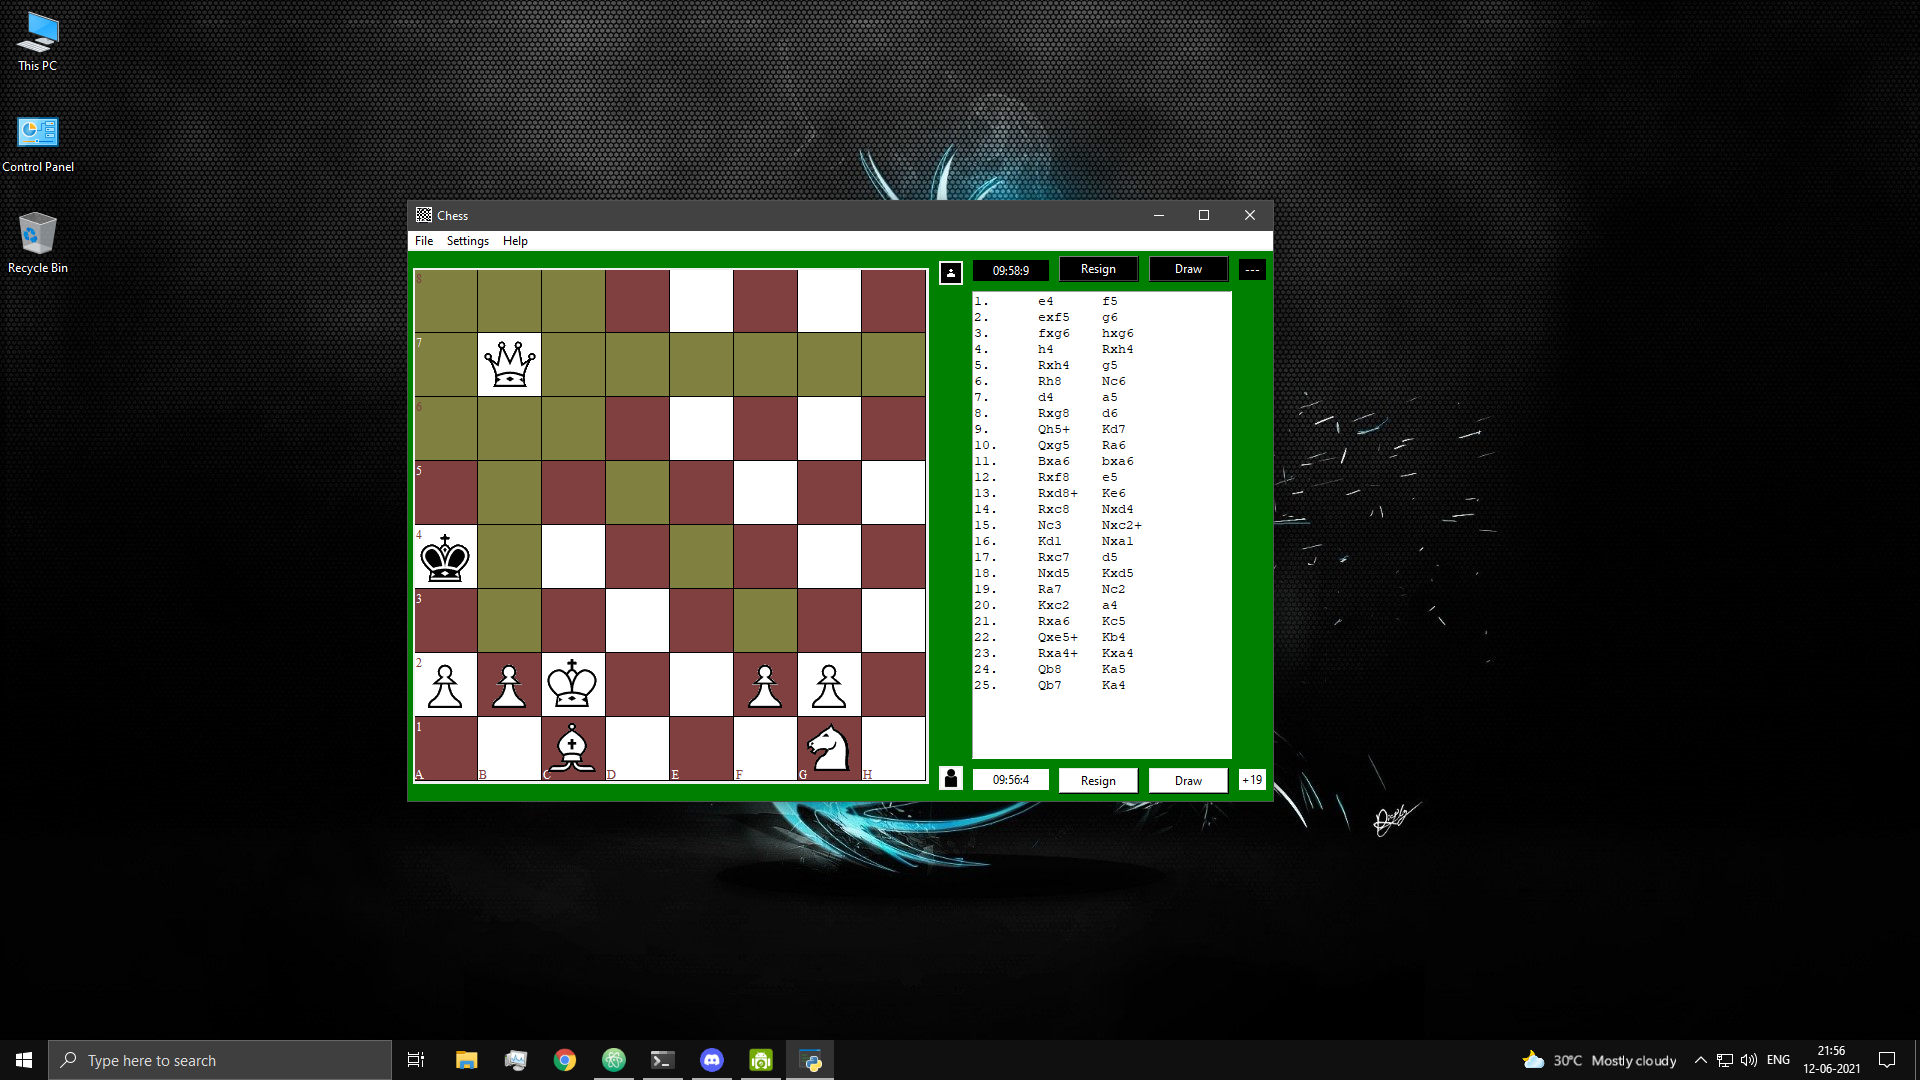 This PC
Control Panel
Recycle Bin
Chess
File Settings Help
09:58:9 Resign Draw ---
1. e4 f5
2. exf5 g6
3. fxg6 hxg6
4. h4 Rxh4
5. Rxh4 g5
6. Rh8 Nc6
7. d4 a5
8. Rxg8 d6
9. Qh5+ Kd7
10. Qxg5 Ra6
11. Bxa6 bxa6
12. Rxf8 e5
13. Rxd8+ Ke6
14. Rxc8 Nxd4
15. Nc3 Nxc2+
16. Kd1 Nxa1
17. Rxc7 d5
18. Nxd5 Kxd5
19. Ra7 Nc2
20. Kxc2 a4
21. Rxa6 Kc5
22. Qxe5+ Kb4
23. Rxa4+ Kxa4
24. Qb8 Ka5
25. Qb7 Ka4
8
7
6
5
4
3
2
1
A B C D E F G H
09:56:4 Resign Draw +19
Type here to search
30°C Mostly cloudy
ENG
21:56
12-06-2021